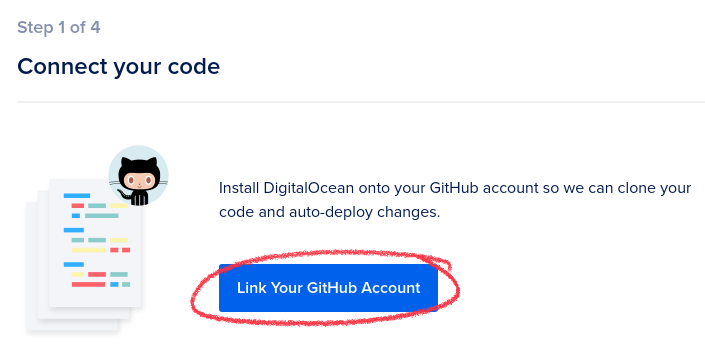 Step 1 of 4
Connect your code
Install DigitalOcean onto your GitHub account so we can clone your
code and auto-deploy changes.
Link Your GitHub Account